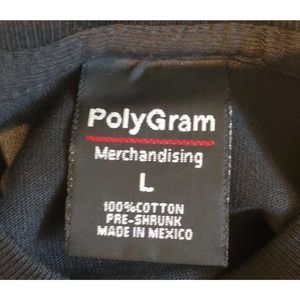 PolyGram
Merchandising
L
100%COTTON
PRE-SHRUNK
MADE IN MEXICO